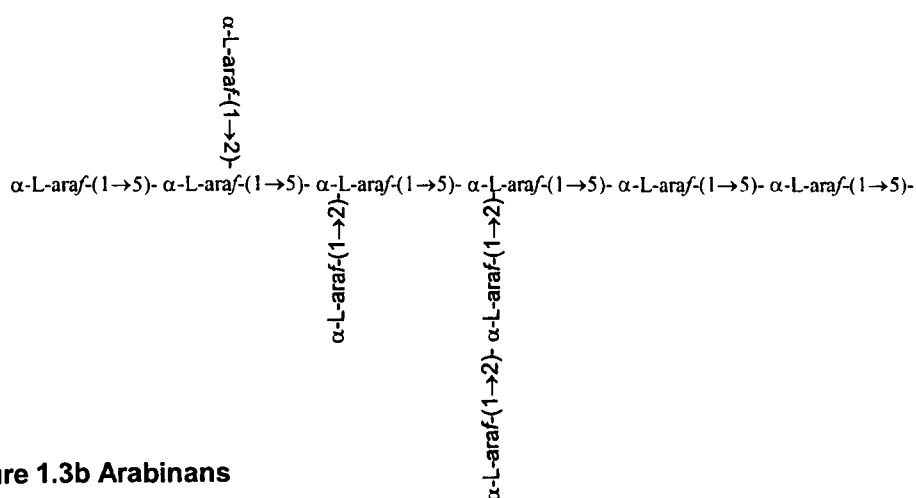 α-L-araf-(1→2)-
α-L-araf-(1→5)- α-L-araf-(1→5)- α-L-araf-(1→5)- α-L-araf-(1→5)- α-L-araf-(1→5)- α-L-araf-(1→5)-
α-L-araf-(1→2)-
α-L-araf-(1→2)- α-L-araf-(1→2)-
ure 1.3b Arabinans